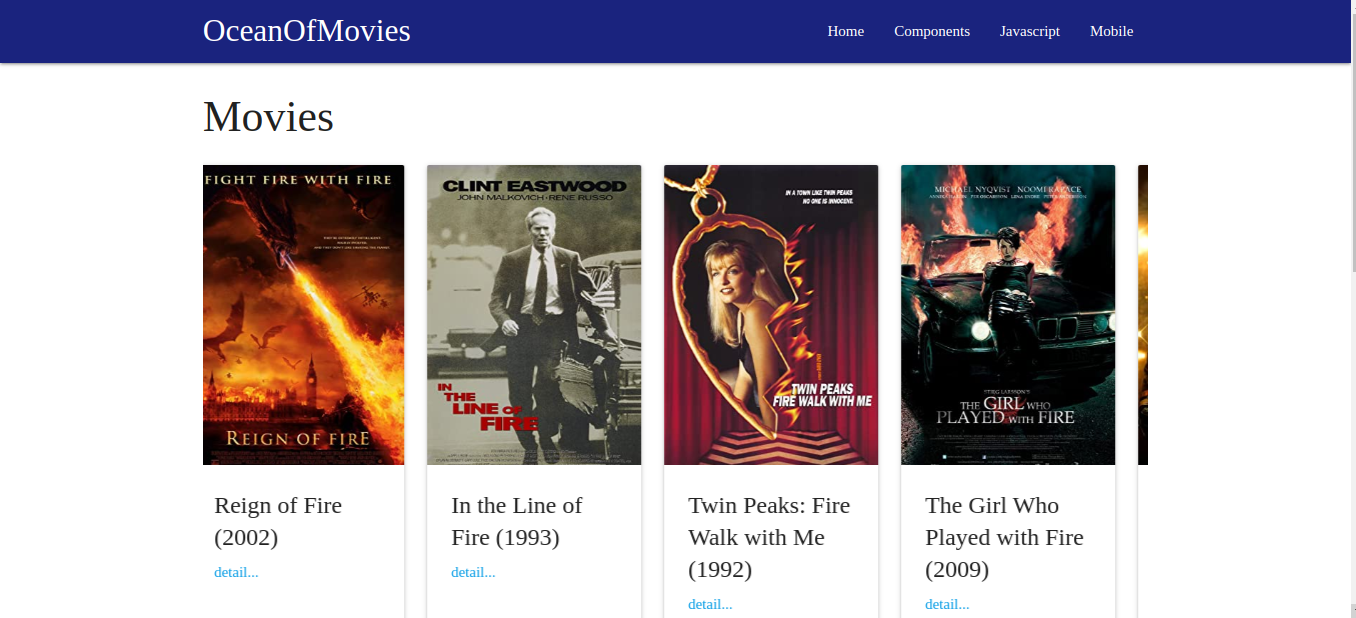 OceanOfMovies
Home Components Javascript Mobile
Movies
FIGHT FIRE WITH FIRE
REIGN OF FIRE
CLINT EASTWOOD
JOHN MALKOVICH · RENE RUSSO
IN
THE
LINE OF
FIRE
IN A TOWN LIKE TWIN PEAKS
NO ONE IS INNOCENT.
TWIN PEAKS
FIRE WALK WITH ME
MICHAEL NYQVIST NOOMI RAPACE
STIEG LARSSON'S
THE GIRL WHO
PLAYED WITH FIRE
Reign of Fire
(2002)
detail...
In the Line of
Fire (1993)
detail...
Twin Peaks: Fire
Walk with Me
(1992)
detail...
The Girl Who
Played with Fire
(2009)
detail...